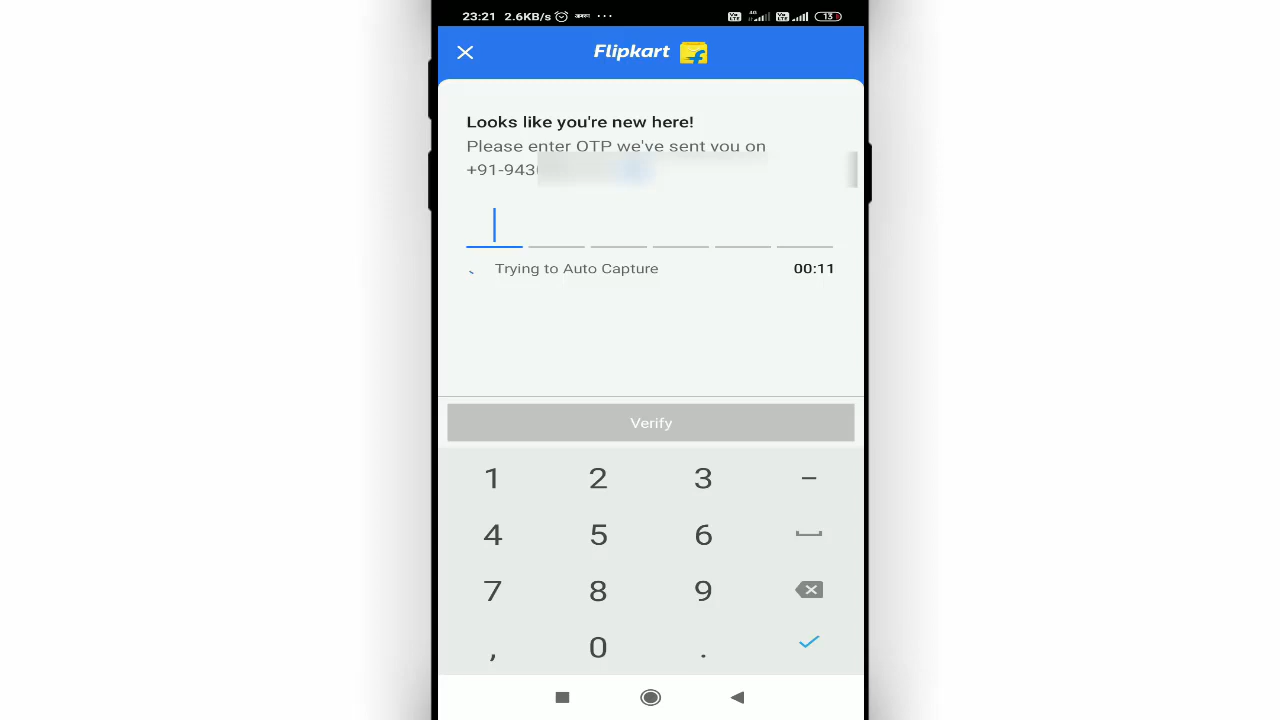 23:21 2.6KB/s ...
4G 13
Flipkart
Looks like you're new here!
Please enter OTP we've sent you on
+91-943
Trying to Auto Capture 00:11
Verify
1 2 3 –
4 5 6
7 8 9
, 0 .